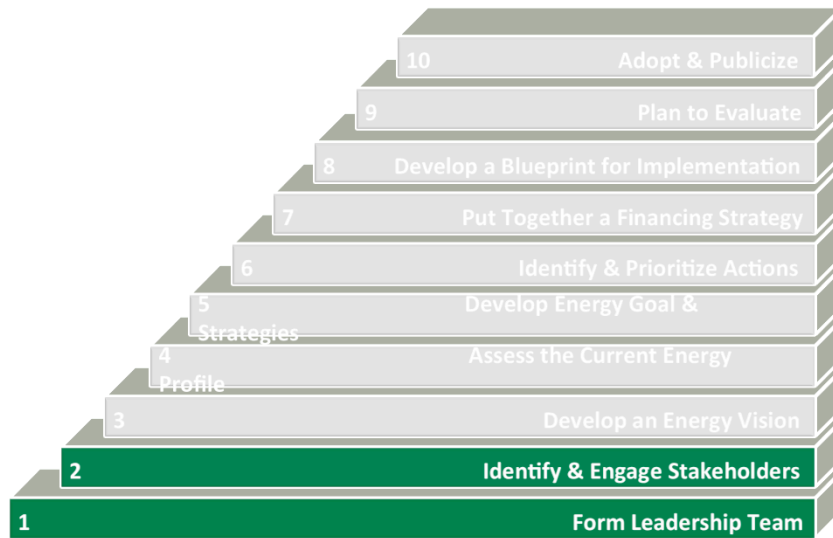 10 Adopt & Publicize
9 Plan to Evaluate
8 Develop a Blueprint for Implementation
7 Put Together a Financing Strategy
6 Identify & Prioritize Actions
5 Develop Energy Goal &
Strategies
4 Assess the Current Energy
Profile
3 Develop an Energy Vision
2 Identify & Engage Stakeholders
1 Form Leadership Team